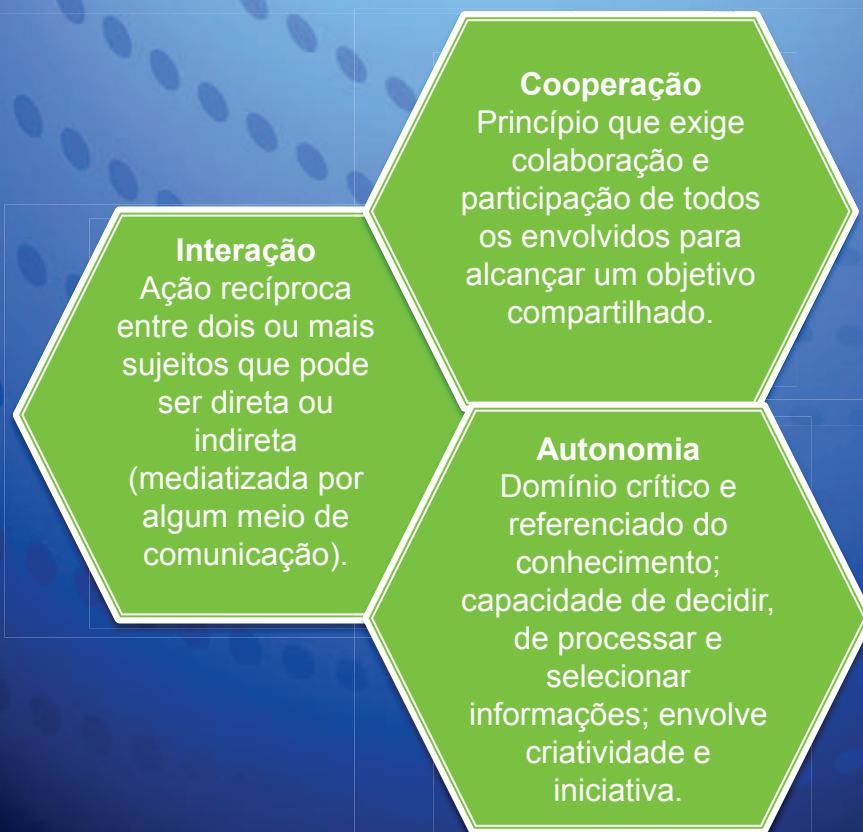 Cooperação
Princípio que exige
colaboração e
participação de todos
os envolvidos para
alcançar um objetivo
compartilhado.
Interação
Ação recíproca
entre dois ou mais
sujeitos que pode
ser direta ou
indireta
(mediatizada por
algum meio de
comunicação).
Autonomia
Domínio crítico e
referenciado do
conhecimento;
capacidade de decidir,
de processar e
selecionar
informações; envolve
criatividade e
iniciativa.